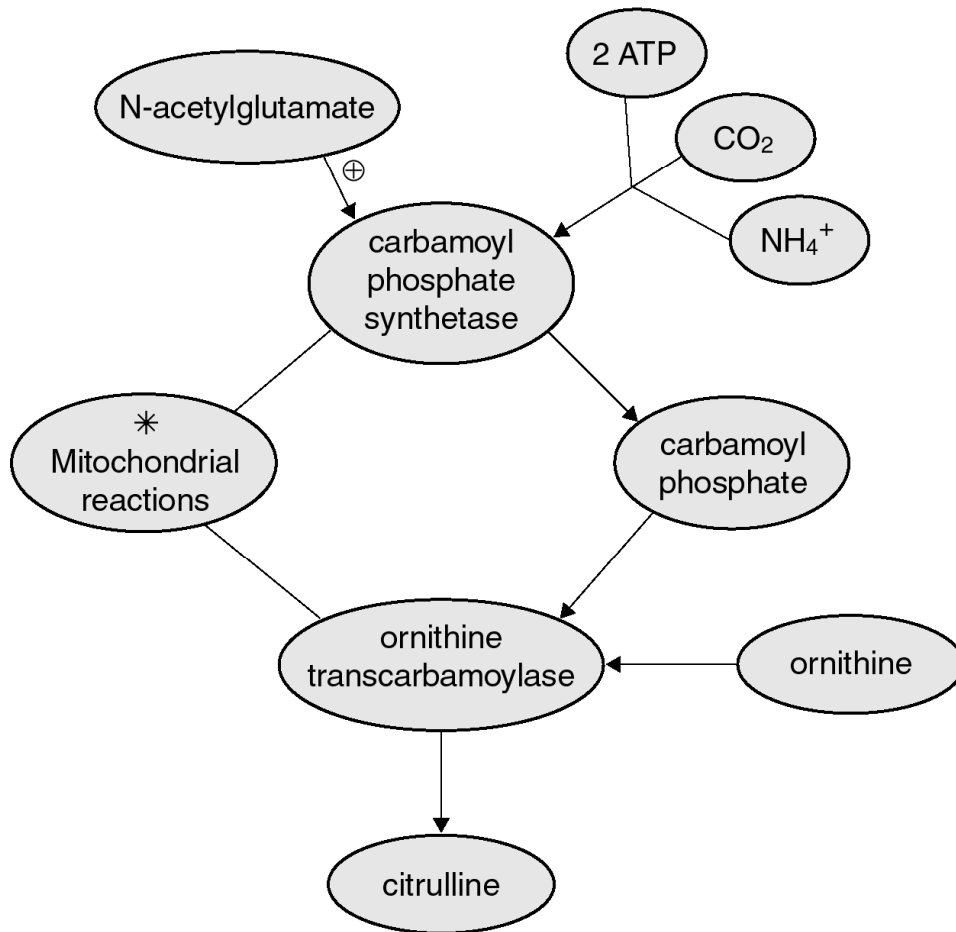 2 ATP
N-acetylglutamate
CO₂
⊕
NH₄⁺
carbamoyl
phosphate
synthetase
✳
Mitochondrial
reactions
carbamoyl
phosphate
ornithine
transcarbamoylase
ornithine
citrulline